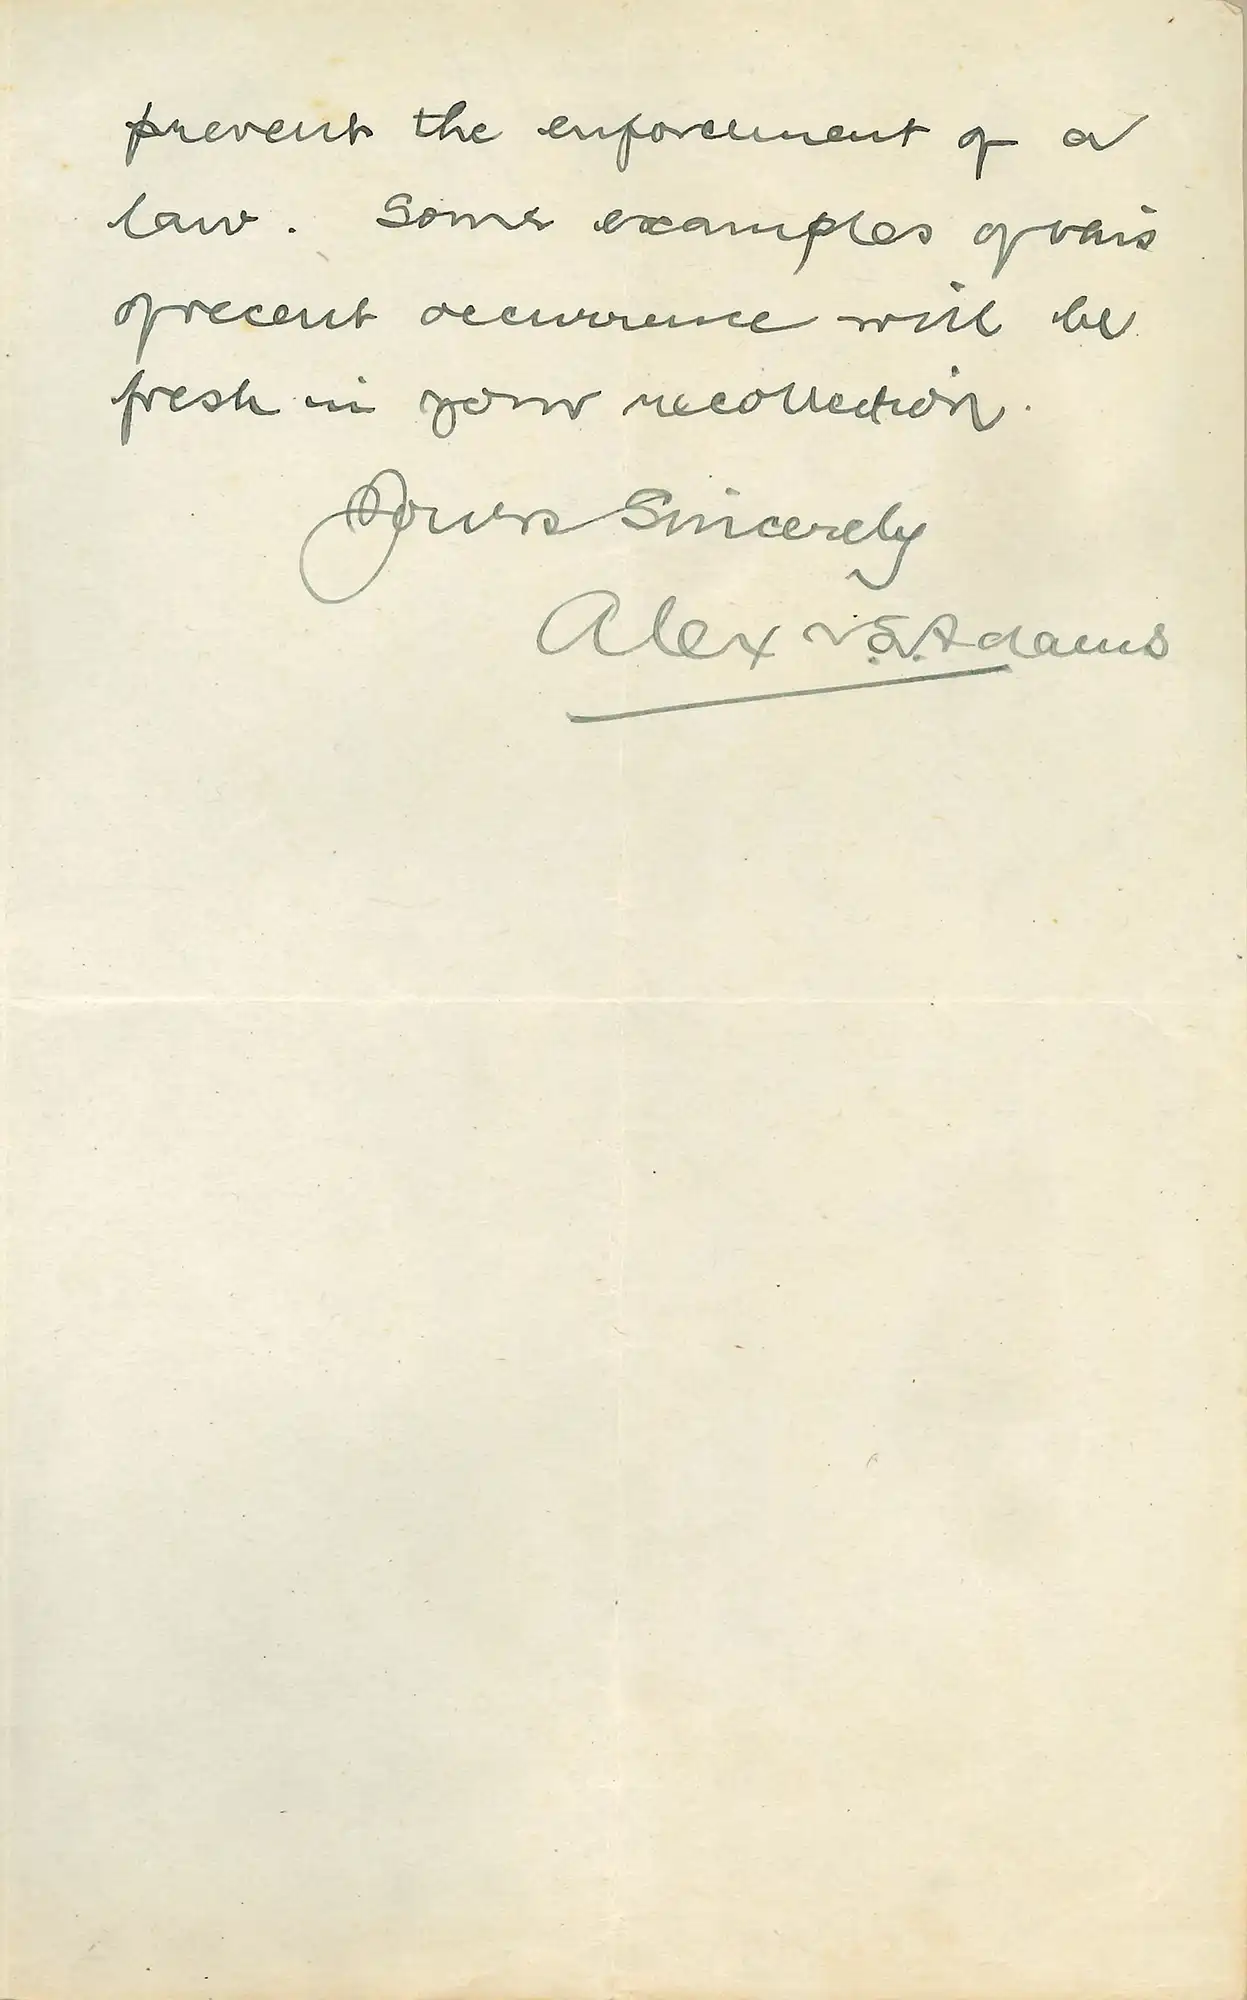 prevent the enforcement of a
law. Some examples of this
of recent occurrence will be
fresh in your recollection.
Yours Sincerely
Alex Adams